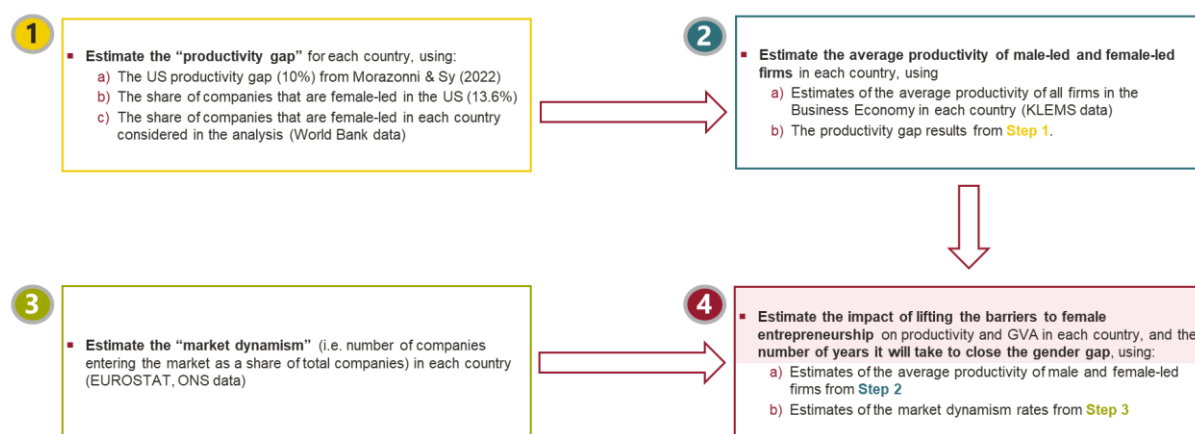 1
▪ Estimate the “productivity gap” for each country, using:
a) The US productivity gap (10%) from Morazonni & Sy (2022)
b) The share of companies that are female-led in the US (13.6%)
c) The share of companies that are female-led in each country
considered in the analysis (World Bank data)
2
▪ Estimate the average productivity of male-led and female-led
firms in each country, using
a) Estimates of the average productivity of all firms in the
Business Economy in each country (KLEMS data)
b) The productivity gap results from Step 1.
3
▪ Estimate the “market dynamism” (i.e. number of companies
entering the market as a share of total companies) in each country
(EUROSTAT, ONS data)
4
▪ Estimate the impact of lifting the barriers to female
entrepreneurship on productivity and GVA in each country, and the
number of years it will take to close the gender gap, using:
a) Estimates of the average productivity of male and female-led
firms from Step 2
b) Estimates of the market dynamism rates from Step 3